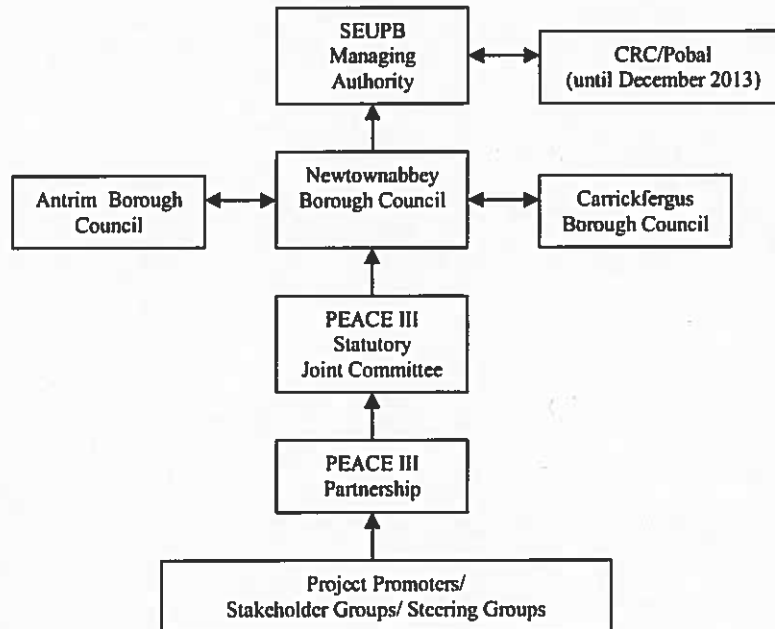 SEUPB
Managing
Authority
CRC/Pobal
(until December 2013)
Antrim Borough
Council
Newtownabbey
Borough Council
Carrickfergus
Borough Council
PEACE III
Statutory
Joint Committee
PEACE III
Partnership
Project Promoters/
Stakeholder Groups/ Steering Groups